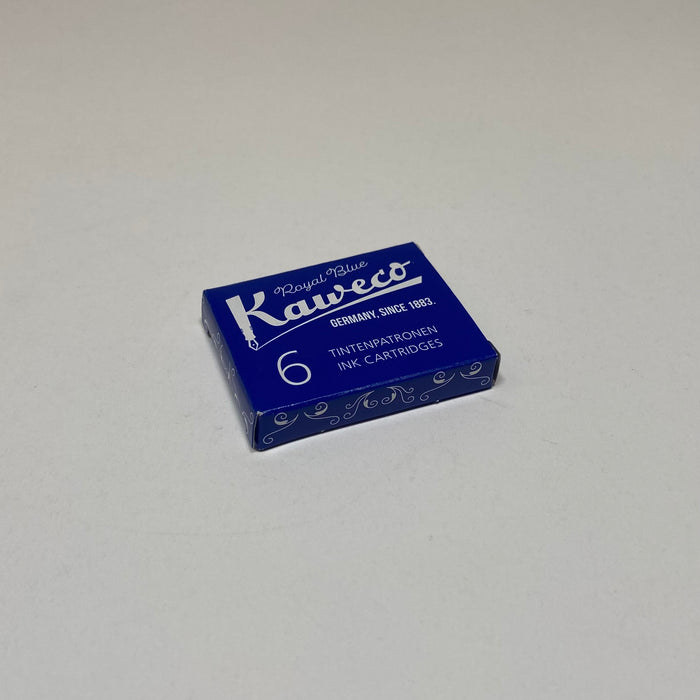 Royal Blue
Kaweco
GERMANY, SINCE 1883.
6
TINTENPATRONEN
INK CARTRIDGES